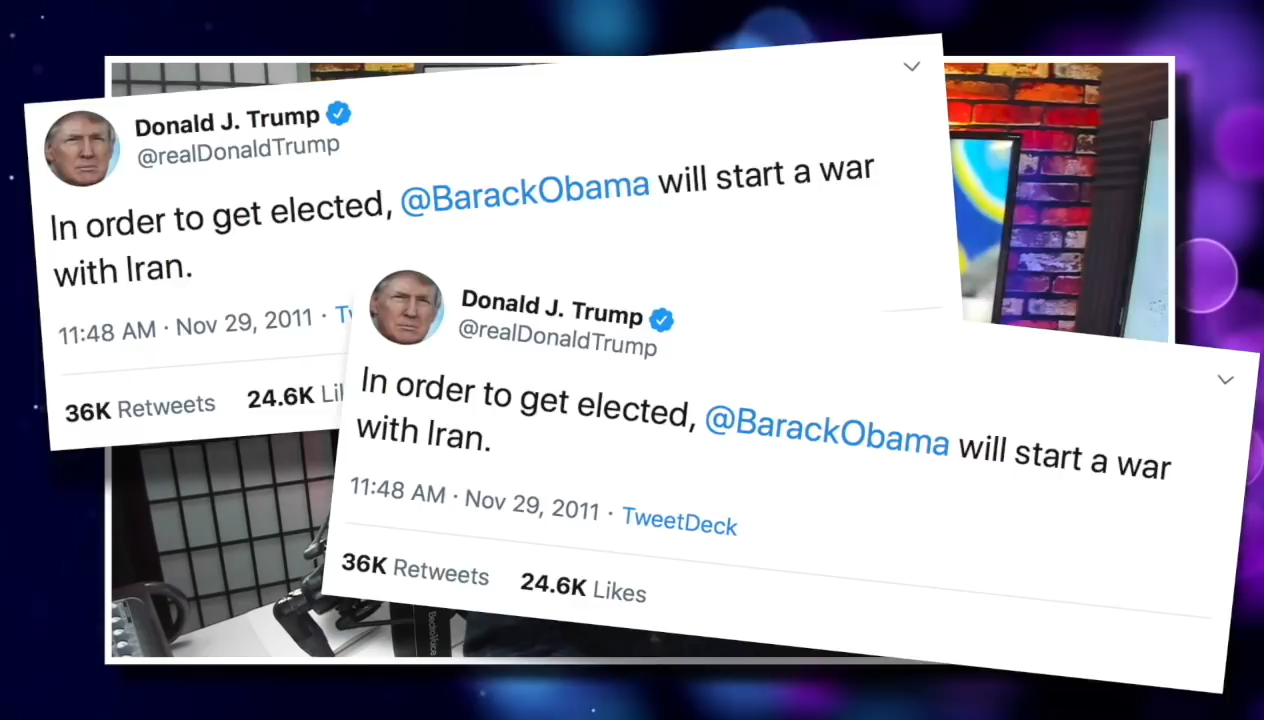 Donald J. Trump
@realDonaldTrump
In order to get elected, @BarackObama will start a war
with Iran.
11:48 AM · Nov 29, 2011 ·
36K Retweets 24.6K
Donald J. Trump
@realDonaldTrump
In order to get elected, @BarackObama will start a war
with Iran.
11:48 AM · Nov 29, 2011 · TweetDeck
36K Retweets 24.6K Likes